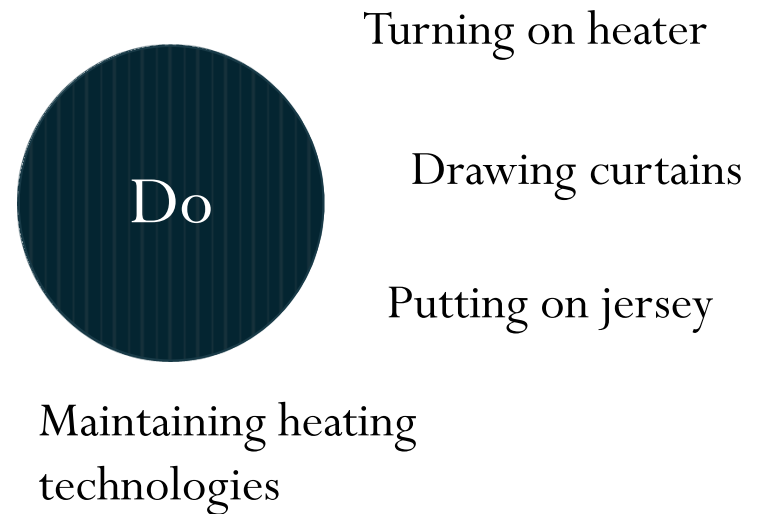 Turning on heater
Drawing curtains
Do
Putting on jersey
Maintaining heating
technologies